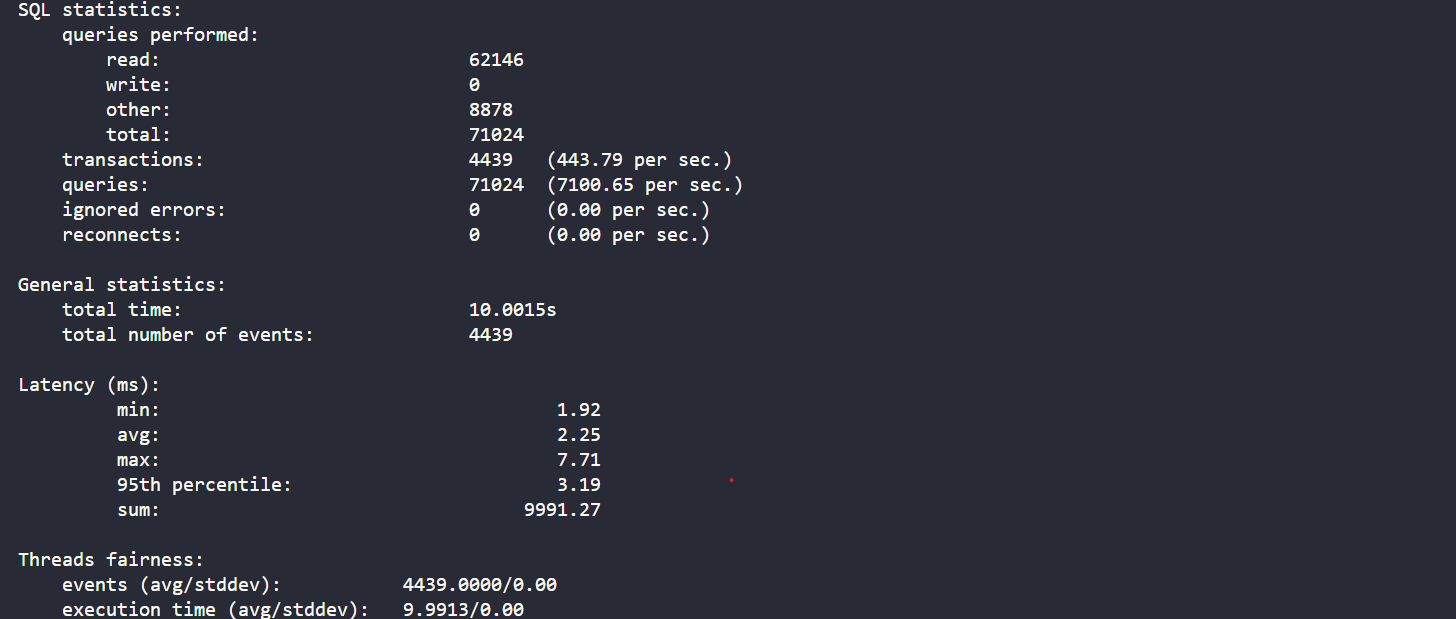 SQL statistics:
queries performed:
read: 62146
write: 0
other: 8878
total: 71024
transactions: 4439 (443.79 per sec.)
queries: 71024 (7100.65 per sec.)
ignored errors: 0 (0.00 per sec.)
reconnects: 0 (0.00 per sec.)
General statistics:
total time: 10.0015s
total number of events: 4439
Latency (ms):
min: 1.92
avg: 2.25
max: 7.71
95th percentile: 3.19
sum: 9991.27
Threads fairness:
events (avg/stddev): 4439.0000/0.00
execution time (avg/stddev): 9.9913/0.00